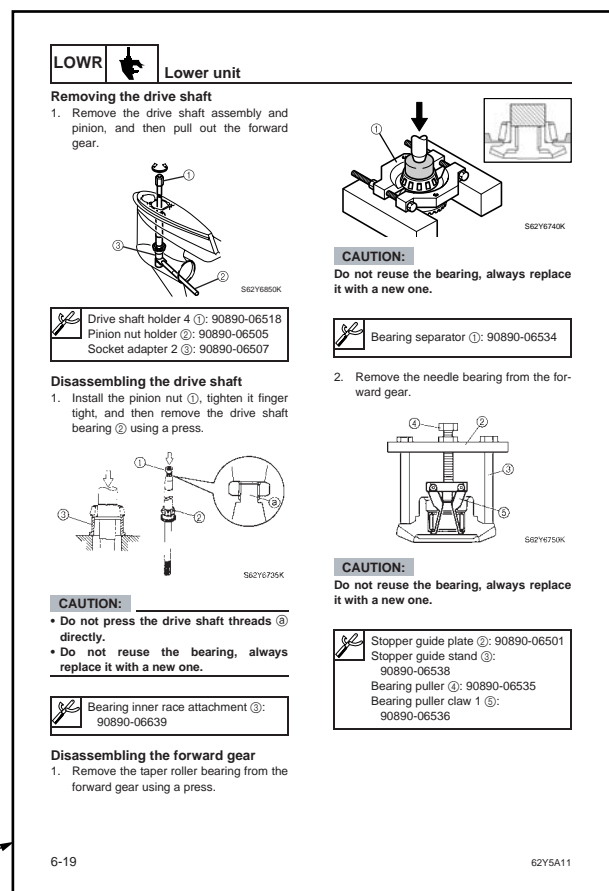 LOWR
Lower unit
Removing the drive shaft
1. Remove the drive shaft assembly and
pinion, and then pull out the forward
gear.
①
③
②
S62Y6850K
Drive shaft holder 4 ①: 90890-06518
Pinion nut holder ②: 90890-06505
Socket adapter 2 ③: 90890-06507
Disassembling the drive shaft
1. Install the pinion nut ①, tighten it finger
tight, and then remove the drive shaft
bearing ② using a press.
①
③
②
ⓐ
S62Y6735K
CAUTION:
• Do not press the drive shaft threads ⓐ
directly.
• Do not reuse the bearing, always
replace it with a new one.
Bearing inner race attachment ③:
90890-06639
Disassembling the forward gear
1. Remove the taper roller bearing from the
forward gear using a press.
①
S62Y6740K
CAUTION:
Do not reuse the bearing, always replace
it with a new one.
Bearing separator ①: 90890-06534
2. Remove the needle bearing from the for-
ward gear.
④
②
③
⑤
S62Y6750K
CAUTION:
Do not reuse the bearing, always replace
it with a new one.
Stopper guide plate ②: 90890-06501
Stopper guide stand ③:
90890-06538
Bearing puller ④: 90890-06535
Bearing puller claw 1 ⑤:
90890-06536
6-19
62Y5A11